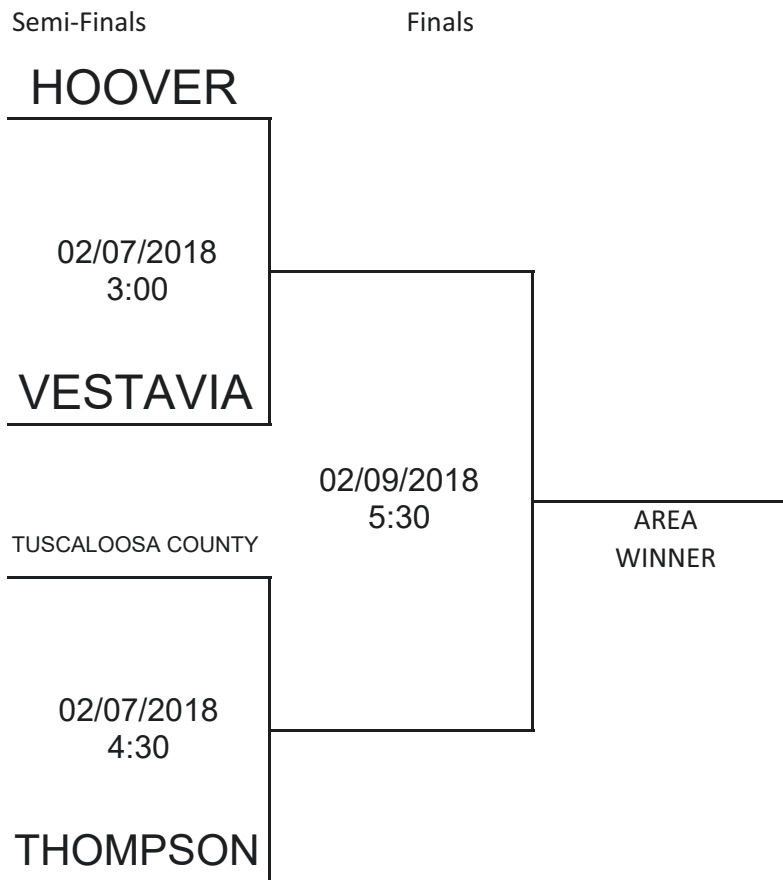 Semi-Finals
Finals
HOOVER
02/07/2018
3:00
VESTAVIA
02/09/2018
5:30
AREA
WINNER
TUSCALOOSA COUNTY
02/07/2018
4:30
THOMPSON